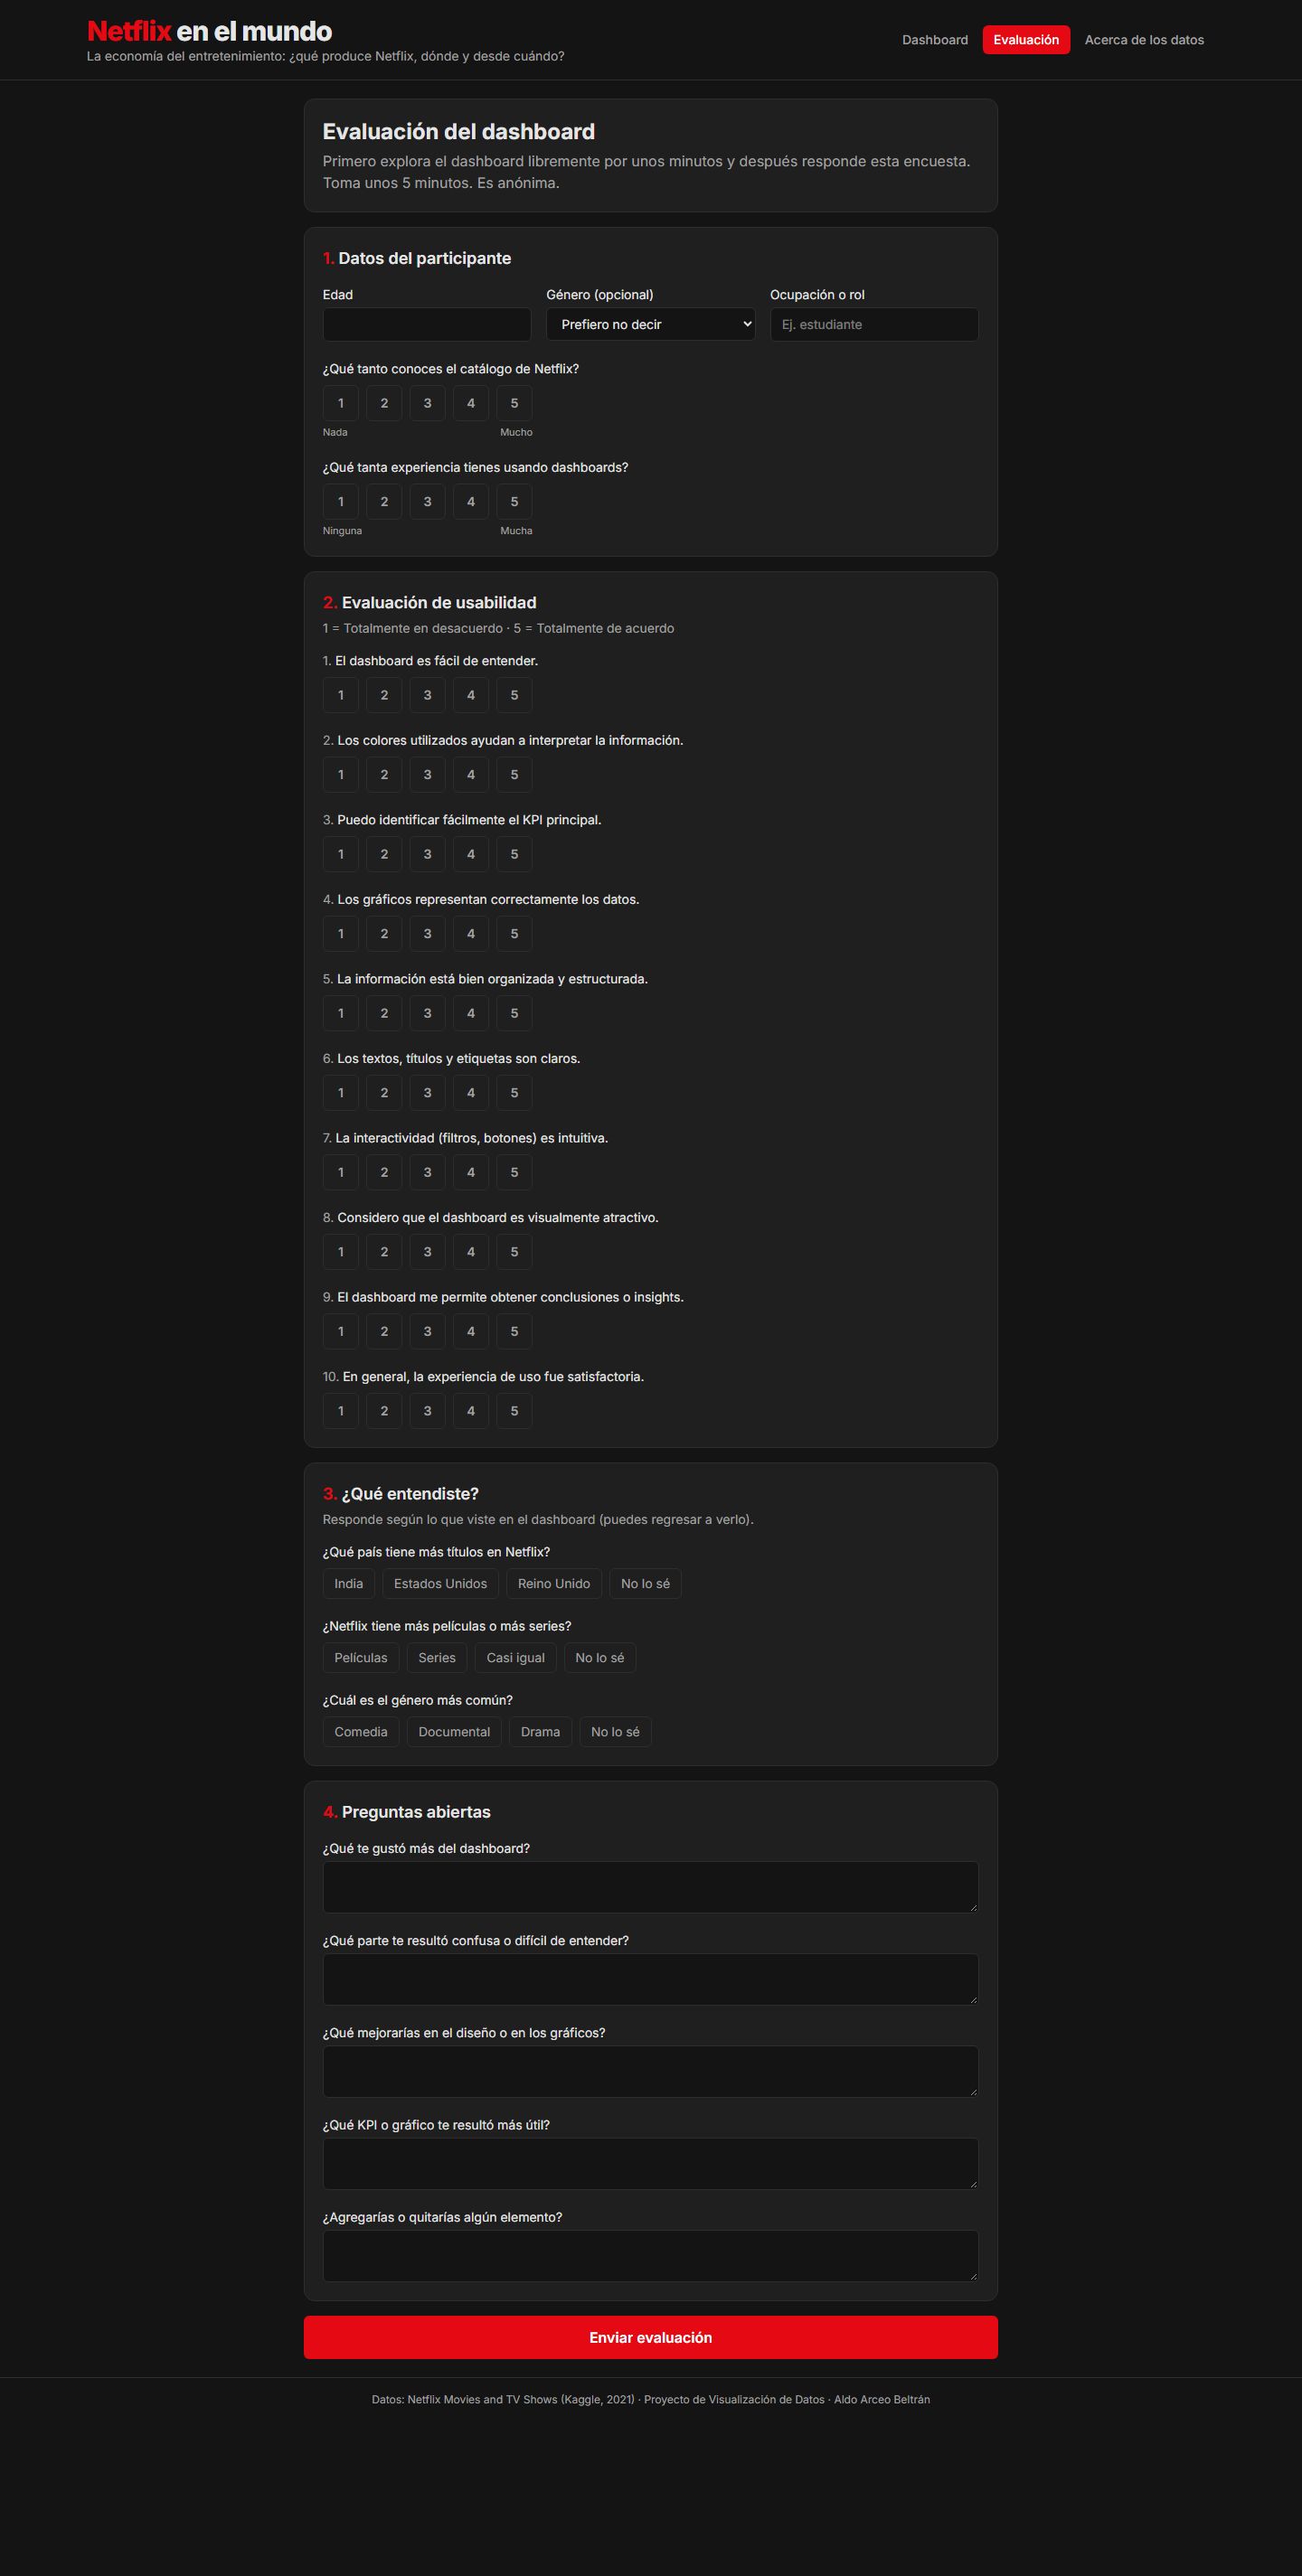 Netflix en el mundo
La economía del entretenimiento: ¿qué produce Netflix, dónde y desde cuándo?
Dashboard Evaluación Acerca de los datos
Evaluación del dashboard
Primero explora el dashboard libremente por unos minutos y después responde esta encuesta.
Toma unos 5 minutos. Es anónima.
1. Datos del participante
Edad Género (opcional) Ocupación o rol
Prefiero no decir Ej. estudiante
¿Qué tanto conoces el catálogo de Netflix?
1 2 3 4 5
Nada Mucho
¿Qué tanta experiencia tienes usando dashboards?
1 2 3 4 5
Ninguna Mucha
2. Evaluación de usabilidad
1 = Totalmente en desacuerdo · 5 = Totalmente de acuerdo
1. El dashboard es fácil de entender.
1 2 3 4 5
2. Los colores utilizados ayudan a interpretar la información.
1 2 3 4 5
3. Puedo identificar fácilmente el KPI principal.
1 2 3 4 5
4. Los gráficos representan correctamente los datos.
1 2 3 4 5
5. La información está bien organizada y estructurada.
1 2 3 4 5
6. Los textos, títulos y etiquetas son claros.
1 2 3 4 5
7. La interactividad (filtros, botones) es intuitiva.
1 2 3 4 5
8. Considero que el dashboard es visualmente atractivo.
1 2 3 4 5
9. El dashboard me permite obtener conclusiones o insights.
1 2 3 4 5
10. En general, la experiencia de uso fue satisfactoria.
1 2 3 4 5
3. ¿Qué entendiste?
Responde según lo que viste en el dashboard (puedes regresar a verlo).
¿Qué país tiene más títulos en Netflix?
India Estados Unidos Reino Unido No lo sé
¿Netflix tiene más películas o más series?
Películas Series Casi igual No lo sé
¿Cuál es el género más común?
Comedia Documental Drama No lo sé
4. Preguntas abiertas
¿Qué te gustó más del dashboard?
¿Qué parte te resultó confusa o difícil de entender?
¿Qué mejorarías en el diseño o en los gráficos?
¿Qué KPI o gráfico te resultó más útil?
¿Agregarías o quitarías algún elemento?
Enviar evaluación
Datos: Netflix Movies and TV Shows (Kaggle, 2021) · Proyecto de Visualización de Datos · Aldo Arceo Beltrán